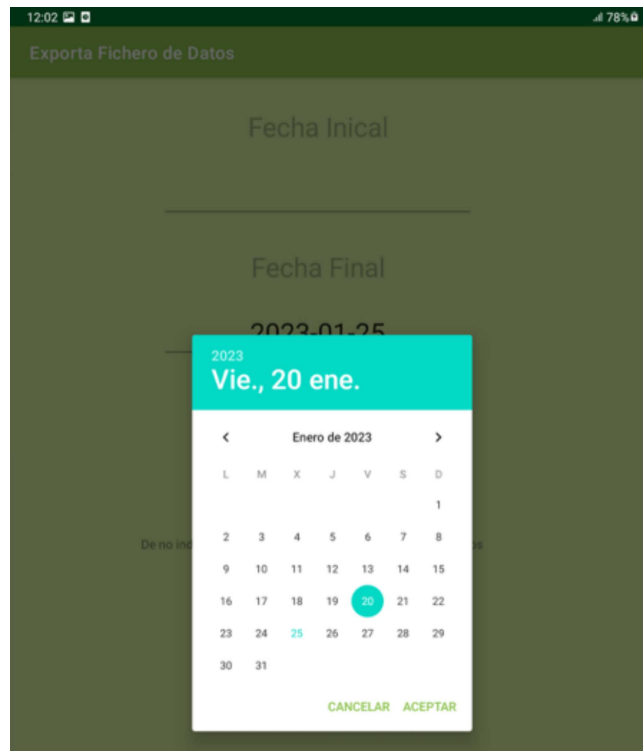 12:02 78%
Exporta Fichero de Datos
Fecha Inical
Fecha Final
2023-01-25
2023
Vie., 20 ene.
Enero de 2023
L M X J V S D
1
2 3 4 5 6 7 8
De no
9 10 11 12 13 14 15
16 17 18 19 20 21 22
23 24 25 26 27 28 29
30 31
CANCELAR ACEPTAR